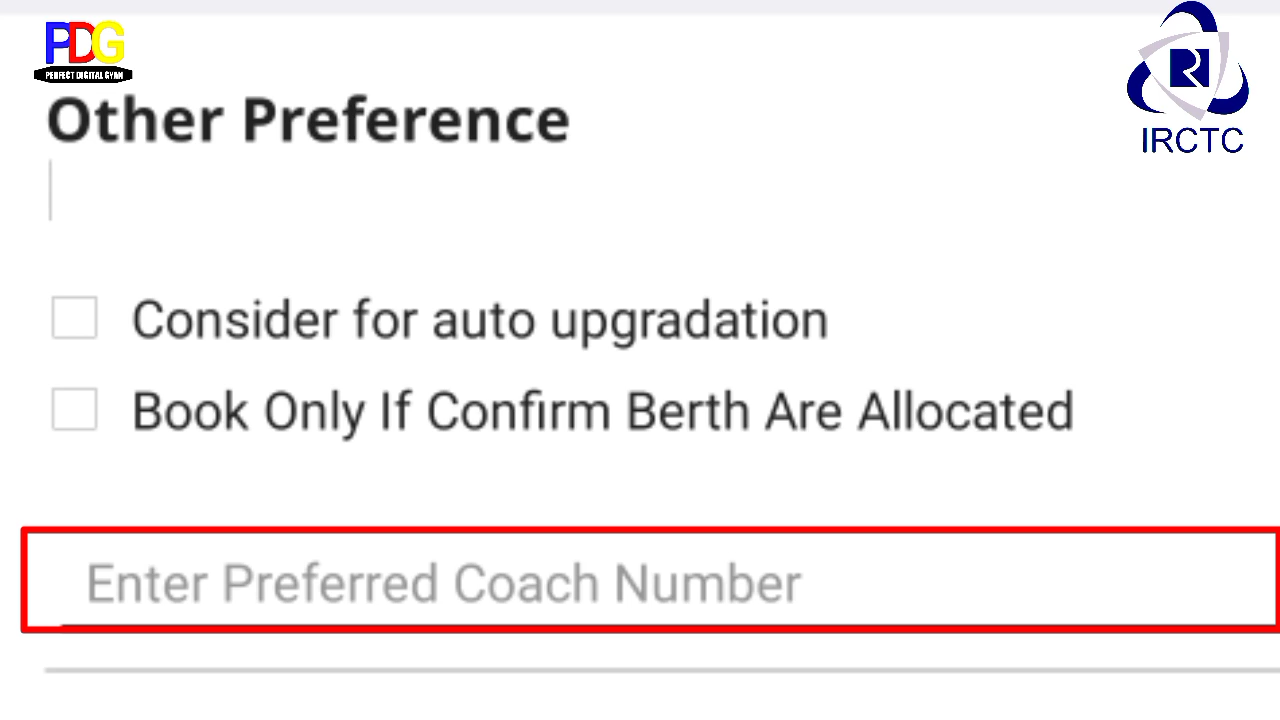 PDG
PERFECT DIGITAL GYAN
IRCTC
Other Preference
Consider for auto upgradation
Book Only If Confirm Berth Are Allocated
Enter Preferred Coach Number